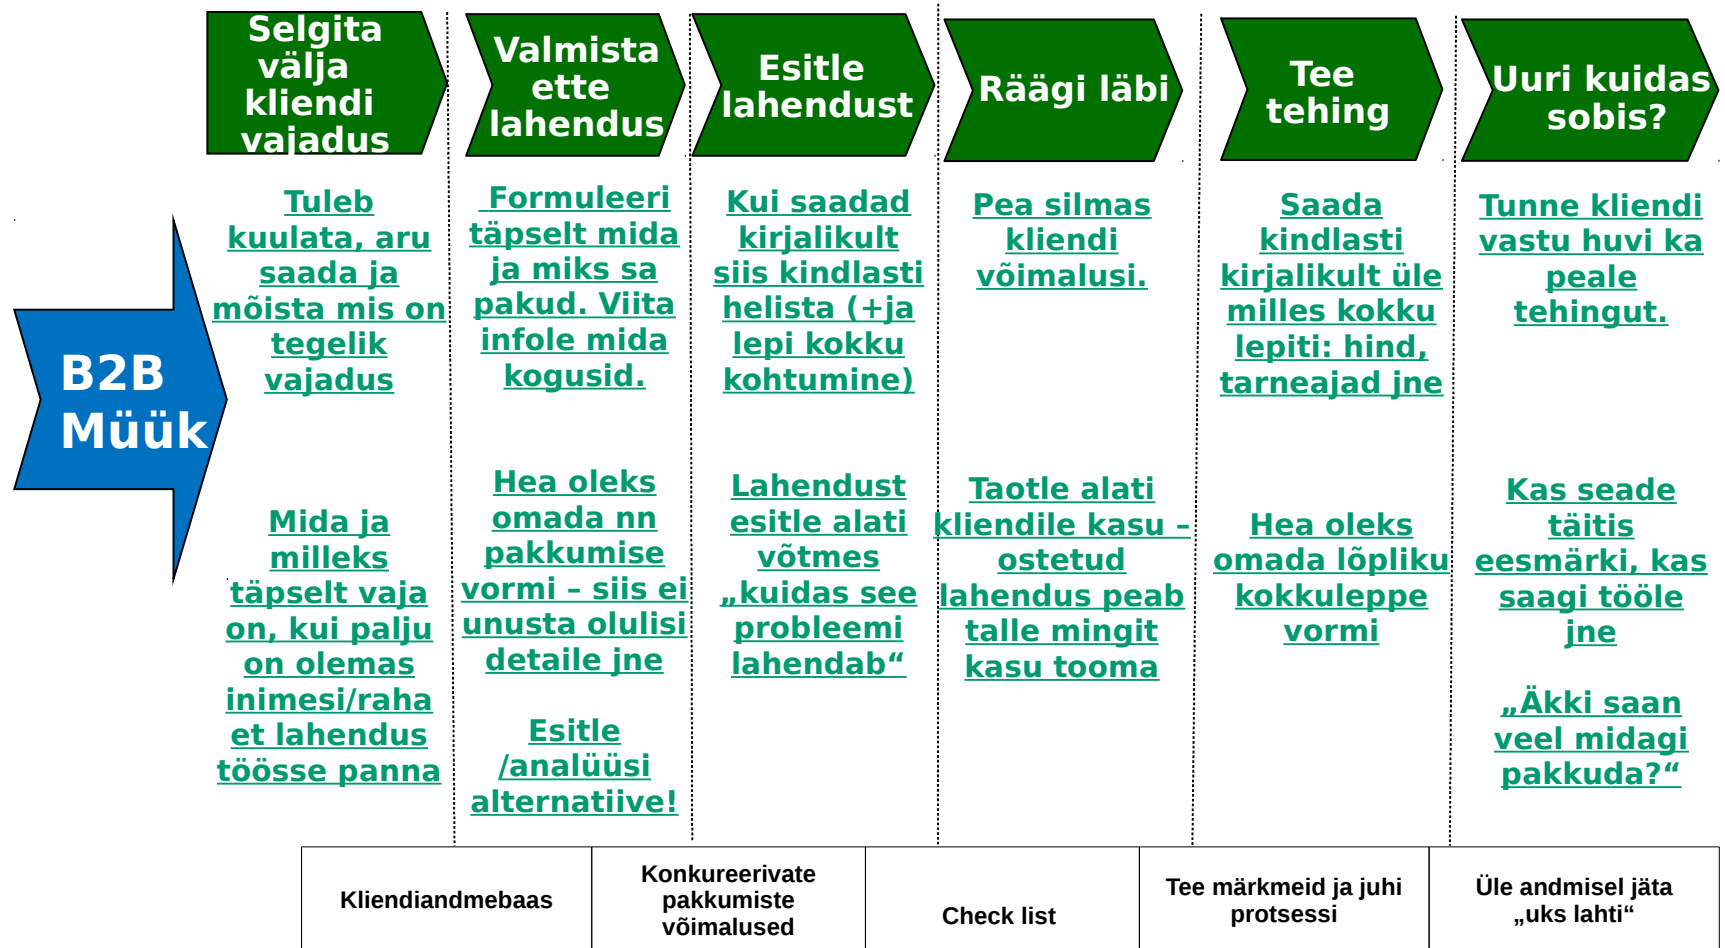 Selgita
välja
kliendi
vajadus
Valmista
ette
lahendus
Esitle
lahendust
Räägi läbi
Tee
tehing
Uuri kuidas
sobis?
B2B
Müük
Tuleb
kuulata, aru
saada ja
mõista mis on
tegelik
vajadus
Mida ja
milleks
täpselt vaja
on, kui palju
on olemas
inimesi/raha
et lahendus
töösse panna
Formuleeri
täpselt mida
ja miks sa
pakud. Viita
infole mida
kogusid.
Hea oleks
omada nn
pakkumise
vormi – siis ei
unusta olulisi
detaile jne
Esitle
/analüüsi
alternatiive!
Kui saadad
kirjalikult
siis kindlasti
helista (+ja
lepi kokku
kohtumine)
Lahendust
esitle alati
võtmes
„kuidas see
probleemi
lahendab“
Pea silmas
kliendi
võimalusi.
Taotle alati
kliendile kasu –
ostetud
lahendus peab
talle mingit
kasu tooma
Saada
kindlasti
kirjalikult üle
milles kokku
lepiti: hind,
tarneajad jne
Hea oleks
omada lõpliku
kokkuleppe
vormi
Tunne kliendi
vastu huvi ka
peale
tehingut.
Kas seade
täitis
eesmärki, kas
saagi tööle
jne
„Äkki saan
veel midagi
pakkuda?“
Kliendiandmebaas
Konkureerivate
pakkumiste
võimalused
Check list
Tee märkmeid ja juhi
protsessi
Üle andmisel jäta
„uks lahti“